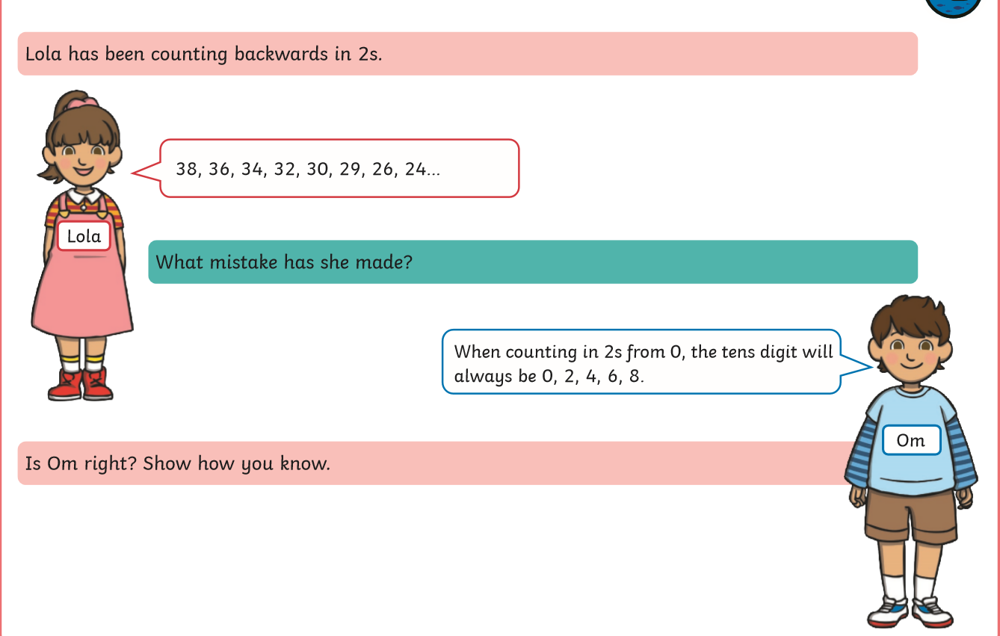 Lola has been counting backwards in 2s.
38, 36, 34, 32, 30, 29, 26, 24...
Lola
What mistake has she made?
When counting in 2s from 0, the tens digit will
always be 0, 2, 4, 6, 8.
Om
Is Om right? Show how you know.